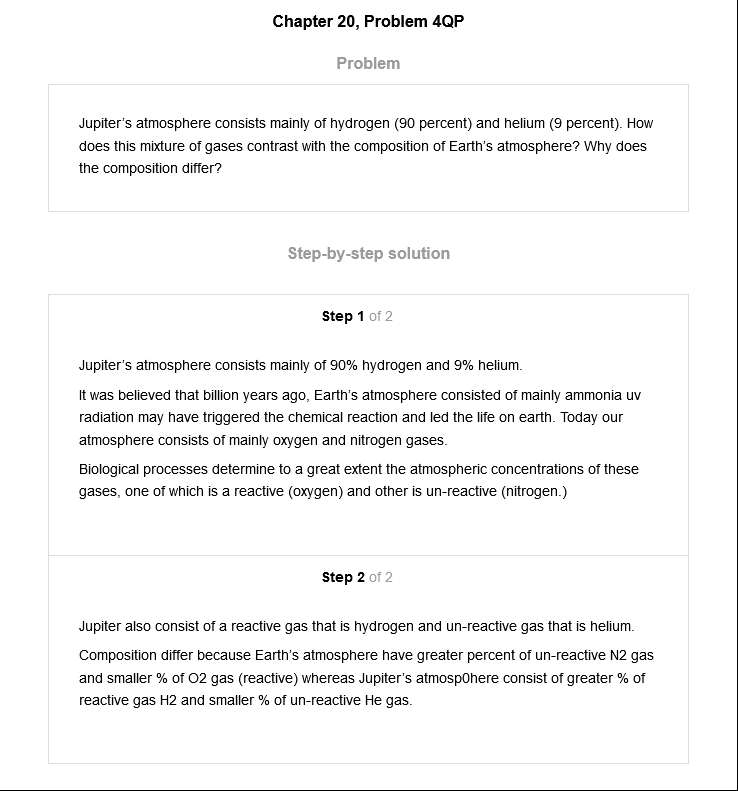 Chapter 20, Problem 4QP
Problem
Jupiter's atmosphere consists mainly of hydrogen (90 percent) and helium (9 percent). How
does this mixture of gases contrast with the composition of Earth's atmosphere? Why does
the composition differ?
Step-by-step solution
Step 1 of 2
Jupiter's atmosphere consists mainly of 90% hydrogen and 9% helium.
It was believed that billion years ago, Earth's atmosphere consisted of mainly ammonia uv
radiation may have triggered the chemical reaction and led the life on earth. Today our
atmosphere consists of mainly oxygen and nitrogen gases.
Biological processes determine to a great extent the atmospheric concentrations of these
gases, one of which is a reactive (oxygen) and other is un-reactive (nitrogen.)
Step 2 of 2
Jupiter also consist of a reactive gas that is hydrogen and un-reactive gas that is helium.
Composition differ because Earth's atmosphere have greater percent of un-reactive N2 gas
and smaller % of O2 gas (reactive) whereas Jupiter's atmosp0here consist of greater % of
reactive gas H2 and smaller % of un-reactive He gas.